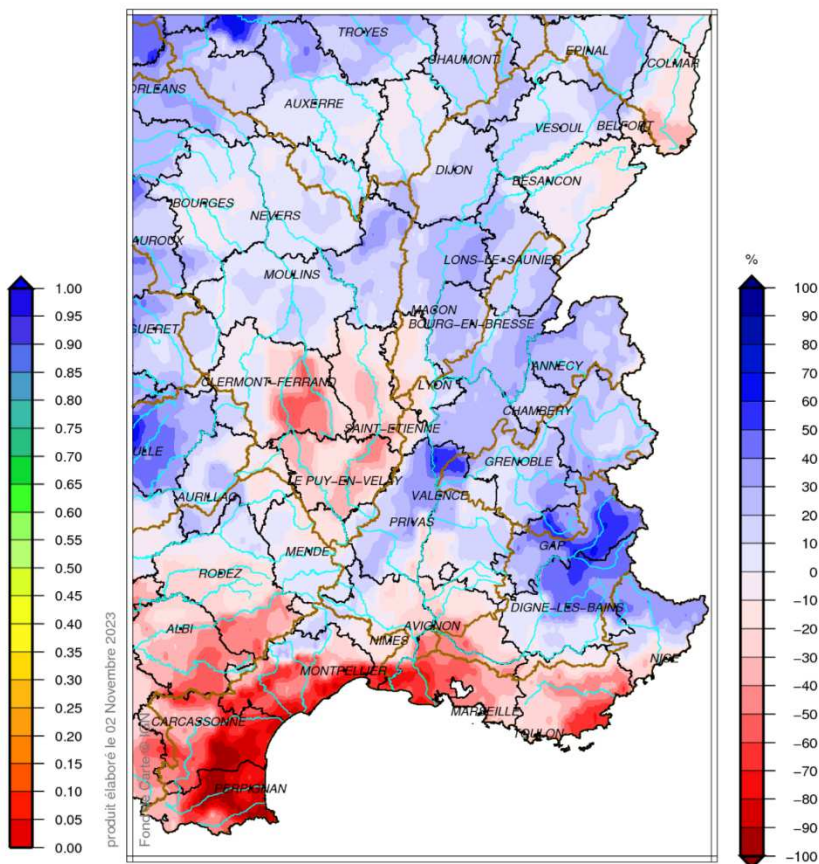 TROYES
CHAUMONT
EPINAL
COLMAR
ORLEANS
AUXERRE
VESOUL
BELFORT
DIJON
BESANCON
BOURGES
NEVERS
AUROUX
LONS-LE-SAUNIER
MOULINS
MACON
BOURG-EN-BRESSE
GUERET
ANNECY
CLERMONT-FERRAND
LYON
CHAMBERY
SAINT-ETIENNE
ULLE
GRENOBLE
LE PUY-EN-VELAY
AURILLAC
VALENCE
PRIVAS
GAP
MENDE
RODEZ
DIGNE-LES-BAINS
ALBI
AVIGNON
NIMES
NICE
MONTPELLIER
CARCASSONNE
MARSEILLE
TOULON
PERPIGNAN
1.00
0.95
0.90
0.85
0.80
0.75
0.70
0.65
0.60
0.55
0.50
0.45
0.40
0.35
0.30
0.25
0.20
0.15
0.10
0.05
0.00
%
100
90
80
70
60
50
40
30
20
10
0
-10
-20
-30
-40
-50
-60
-70
-80
-90
-100
produit élaboré le 02 Novembre 2023
Fond de Carte © IGN